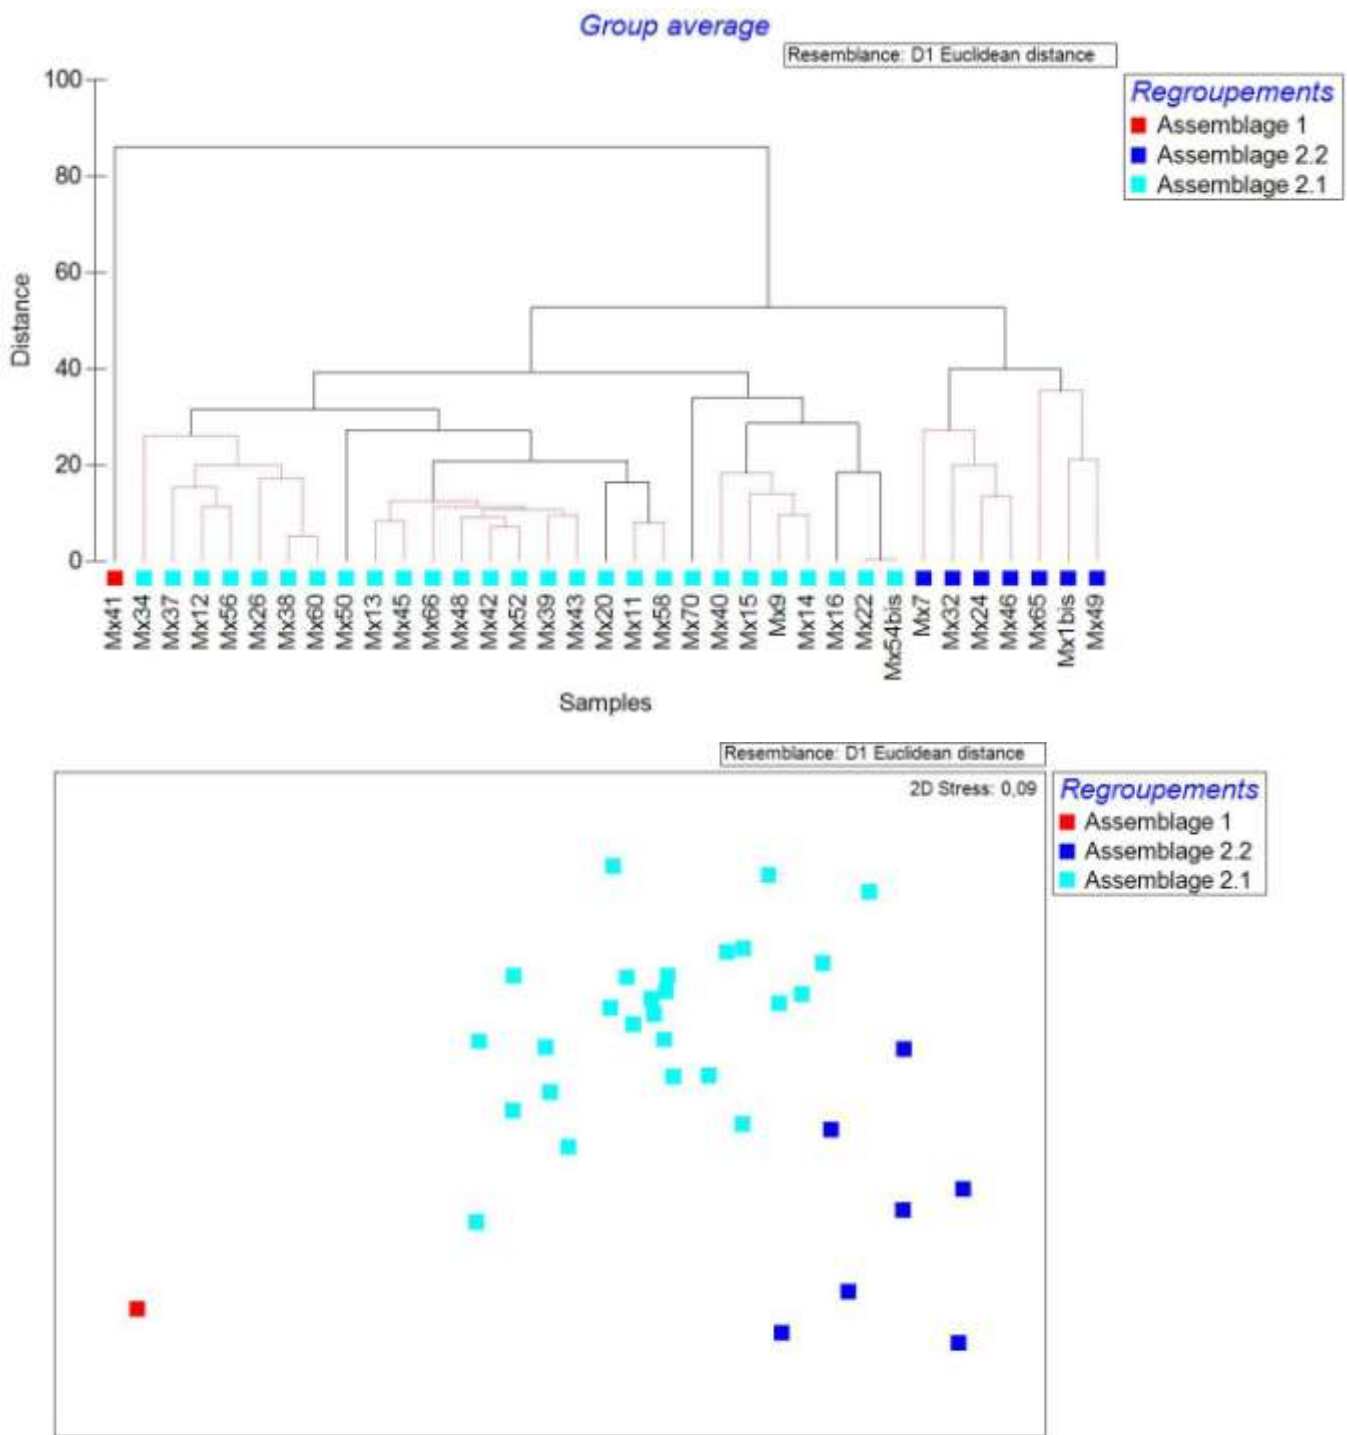 Group average
Resemblance: D1 Euclidean distance
Regroupements
Assemblage 1
Assemblage 2.2
Assemblage 2.1
100
80
60
40
20
0
Distance
Mx41
Mx34
Mx37
Mx12
Mx56
Mx26
Mx38
Mx60
Mx50
Mx13
Mx45
Mx66
Mx48
Mx42
Mx52
Mx39
Mx43
Mx20
Mx11
Mx58
Mx70
Mx40
Mx15
Mx9
Mx14
Mx16
Mx22
Mx54bis
Mx7
Mx32
Mx24
Mx46
Mx65
Mx1bis
Mx49
Samples
Resemblance: D1 Euclidean distance
2D Stress: 0,09
Regroupements
Assemblage 1
Assemblage 2.2
Assemblage 2.1